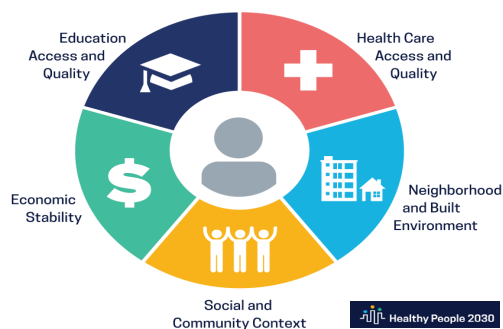 Education
Access and
Quality
Health Care
Access and
Quality
Economic
Stability
$
Neighborhood
and Built
Environment
Social and
Community Context
Healthy People 2030